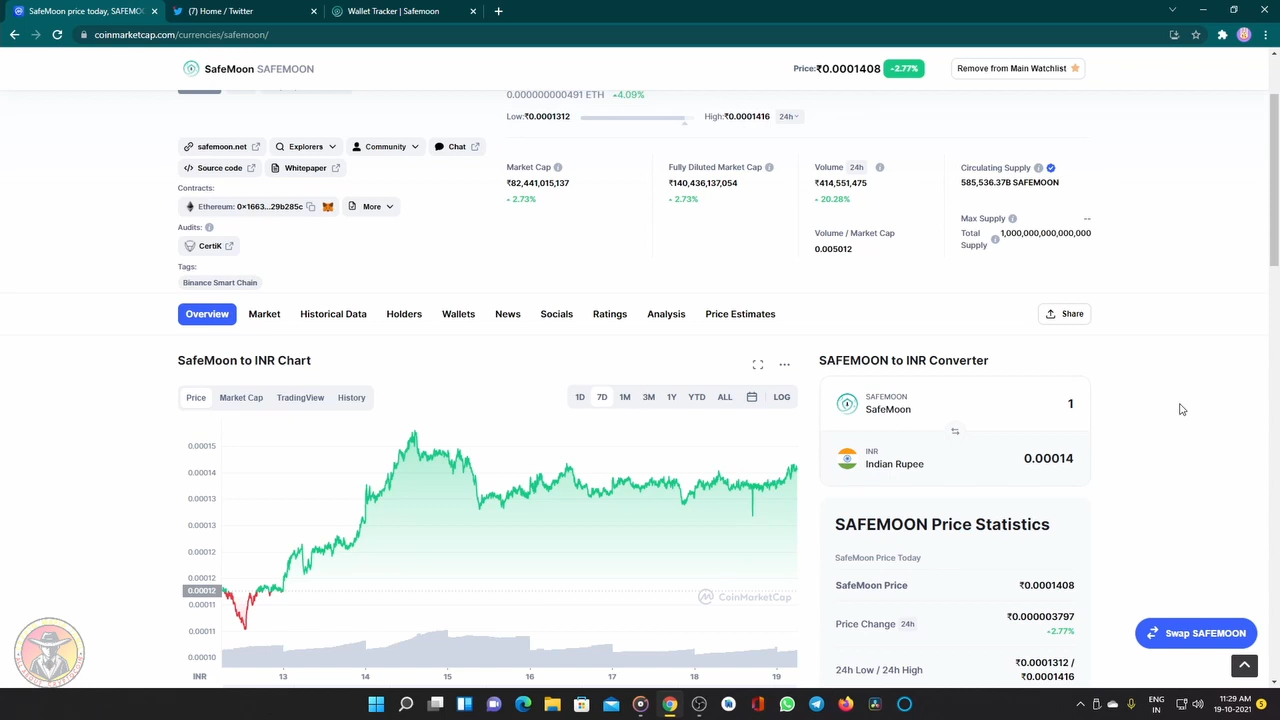 SafeMoon price today, SAFEMO
(7) Home / Twitter
Wallet Tracker | Safemoon
coinmarketcap.com/currencies/safemoon/
SafeMoon SAFEMOON
Price:₹0.0001408
-2.77%
Remove from Main Watchlist
0.000000000491 ETH
4.09%
Low:₹0.0001312
High:₹0.0001416
24h
safemoon.net
Explorers
Community
Chat
Source code
Whitepaper
Contracts:
Ethereum: 0x1663...29b285c
More
Audits:
CertiK
Tags:
Binance Smart Chain
Market Cap
₹82,441,015,137
2.73%
Fully Diluted Market Cap
₹140,436,137,054
2.73%
Volume 24h
₹414,551,475
20.28%
Volume / Market Cap
0.005012
Circulating Supply
585,536.37B SAFEMOON
Max Supply
--
Total Supply
1,000,000,000,000,000
Overview
Market
Historical Data
Holders
Wallets
News
Socials
Ratings
Analysis
Price Estimates
Share
SafeMoon to INR Chart
Price
Market Cap
TradingView
History
1D
7D
1M
3M
1Y
YTD
ALL
LOG
0.00015
0.00014
0.00013
0.00013
0.00012
0.00012
0.00012
0.00011
0.00011
0.00010
CoinMarketCap
INR
13
14
15
16
17
18
19
SAFEMOON to INR Converter
SAFEMOON
SafeMoon
1
INR
Indian Rupee
0.00014
SAFEMOON Price Statistics
SafeMoon Price Today
SafeMoon Price
₹0.0001408
Price Change 24h
₹0.000003797
2.77%
24h Low / 24h High
₹0.0001312 /
₹0.0001416
Swap SAFEMOON
ENG
IN
11:29 AM
19-10-2021
5